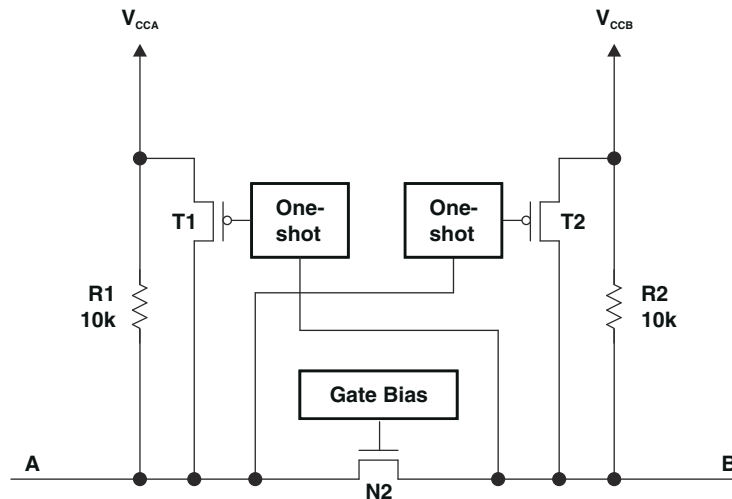 VCCA
VCCB
T1
One-
shot
One-
shot
T2
R1
10k
R2
10k
Gate Bias
A
B
N2